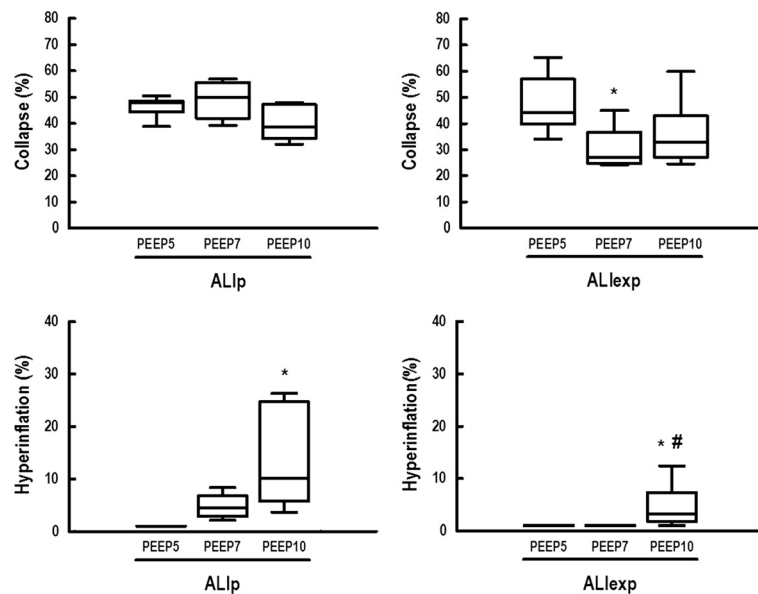 Collapse (%)
80
70
60
50
40
30
20
10
0
PEEP5 PEEP7 PEEP10
ALIp
Collapse (%)
80
70
60
50
40
30
20
10
0
*
PEEP5 PEEP7 PEEP10
ALIexp
Hyperinflation (%)
40
30
20
10
0
*
PEEP5 PEEP7 PEEP10
ALIp
Hyperinflation(%)
40
30
20
10
0
* #
PEEP5 PEEP7 PEEP10
ALIexp